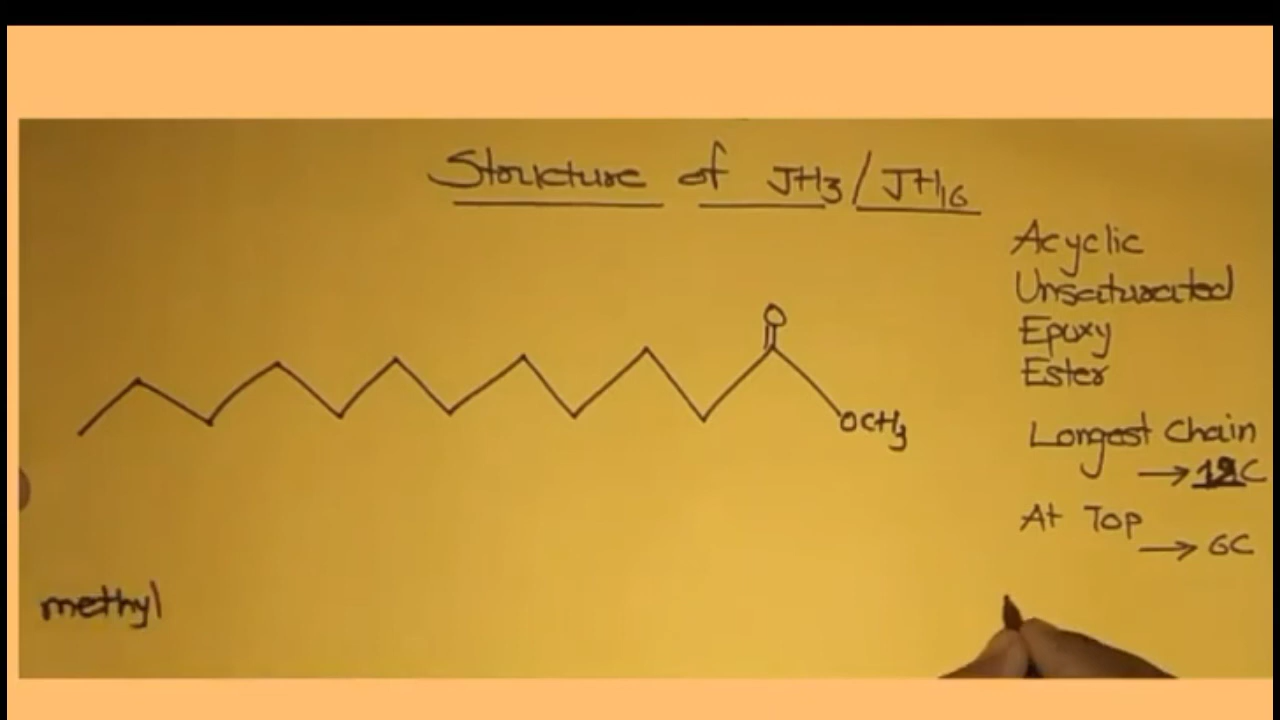 Structure of JH3/JH16
Acyclic
Unsaturated
Epoxy
Ester
O
OCH3
Longest Chain
→ 12C
At Top
→ 6C
methyl